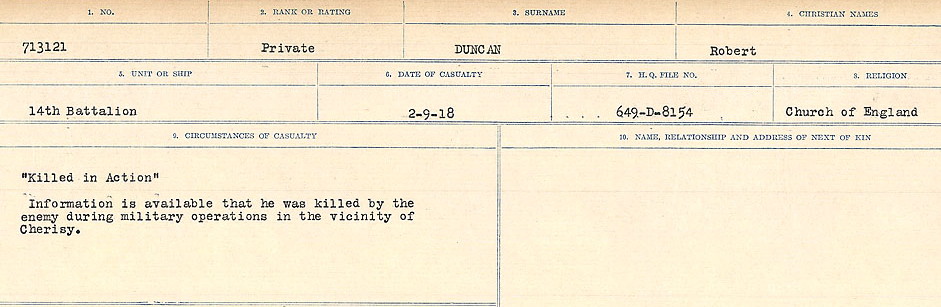 1. NO. 2. RANK OR RATING 3. SURNAME 4. CHRISTIAN NAMES
713121 Private DUNCAN Robert
5. UNIT OR SHIP 6. DATE OF CASUALTY 7. H.Q. FILE NO. 8. RELIGION
14th Battalion 2-9-18 . . . 649-D-8154 . Church of England
9. CIRCUMSTANCES OF CASUALTY 10. NAME, RELATIONSHIP AND ADDRESS OF NEXT OF KIN
"Killed in Action"
Information is available that he was killed by the
enemy during military operations in the vicinity of
Cherisy.